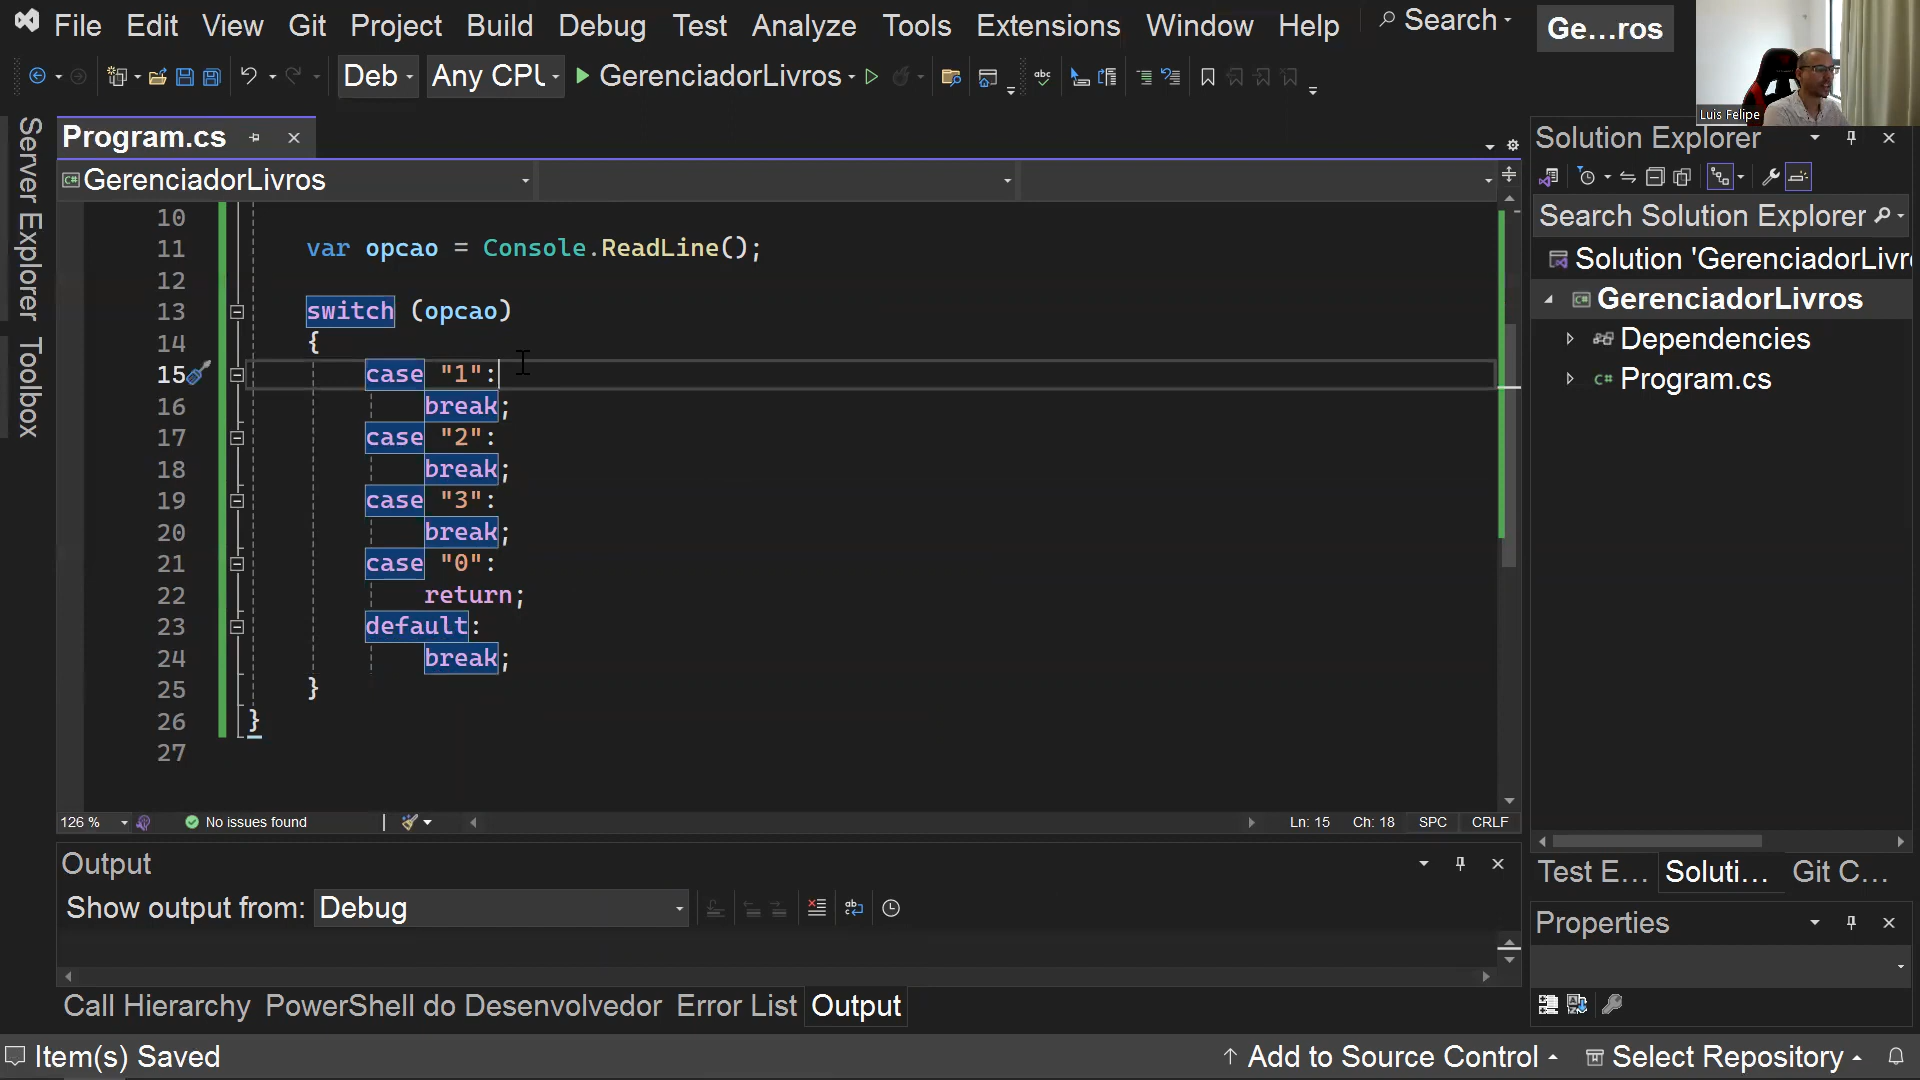 File Edit View Git Project Build Debug Test Analyze Tools Extensions Window Help Search Ge...ros
Deb Any CPU GerenciadorLivros
Luis Felipe
Server Explorer
Toolbox
Program.cs
GerenciadorLivros
10
11 var opcao = Console.ReadLine();
12
13 switch (opcao)
14 {
15 case "1":
16 break;
17 case "2":
18 break;
19 case "3":
20 break;
21 case "0":
22 return;
23 default:
24 break;
25 }
26 }
27
126 % No issues found Ln: 15 Ch: 18 SPC CRLF
Output
Show output from: Debug
Call Hierarchy PowerShell do Desenvolvedor Error List Output
Solution Explorer
Search Solution Explorer
Solution 'GerenciadorLivr
GerenciadorLivros
Dependencies
C# Program.cs
Test E... Soluti... Git C...
Properties
Item(s) Saved Add to Source Control Select Repository